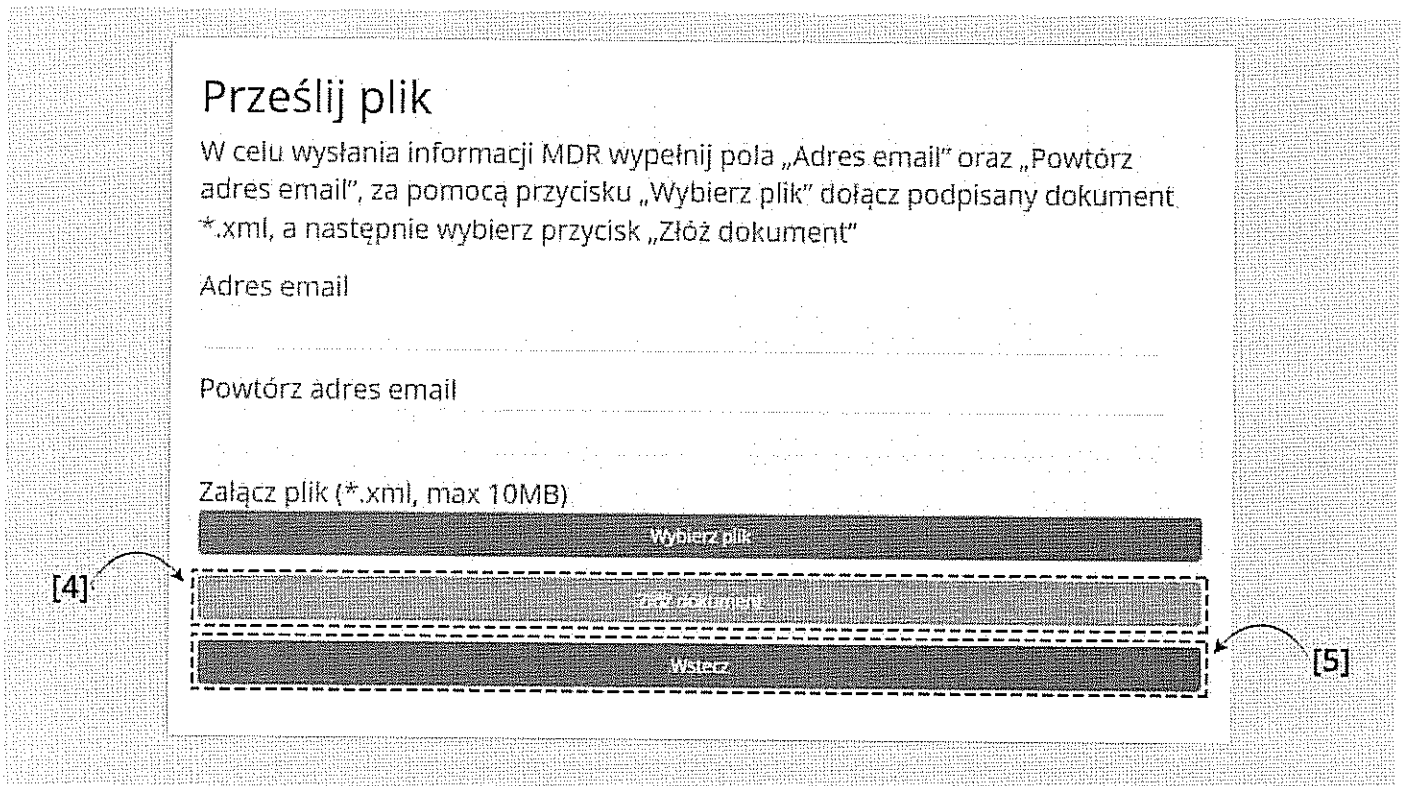 Prześlij plik
W celu wysłania informacji MDR wypełnij pola „Adres email” oraz „Powtórz
adres email”, za pomocą przycisku „Wybierz plik” dołącz podpisany dokument
*.xml, a następnie wybierz przycisk „Złóż dokument”
Adres email
Powtórz adres email
Załącz plik (*.xml, max 10MB)
Wybierz plik
[4]
Złóż dokument
Wstecz
[5]